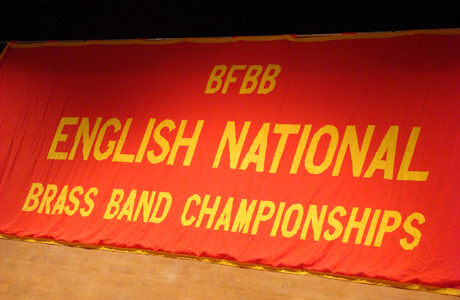 BFBB
ENGLISH NATIONAL
BRASS BAND CHAMPIONSHIPS